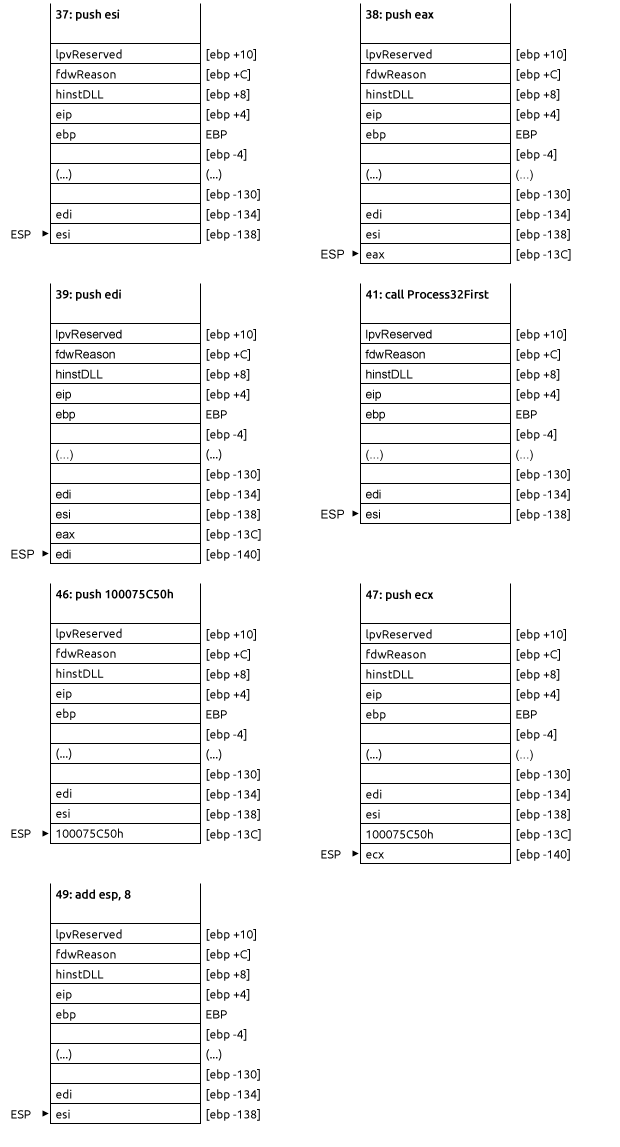 37: push esi
lpvReserved [ebp +10]
fdwReason [ebp +C]
hinstDLL [ebp +8]
eip [ebp +4]
ebp EBP
[ebp -4]
(...) (...)
[ebp -130]
edi [ebp -134]
ESP esi [ebp -138]
38: push eax
lpvReserved [ebp +10]
fdwReason [ebp +C]
hinstDLL [ebp +8]
eip [ebp +4]
ebp EBP
[ebp -4]
(...) (...)
[ebp -130]
edi [ebp -134]
esi [ebp -138]
ESP eax [ebp -13C]
39: push edi
lpvReserved [ebp +10]
fdwReason [ebp +C]
hinstDLL [ebp +8]
eip [ebp +4]
ebp EBP
[ebp -4]
(...) (...)
[ebp -130]
edi [ebp -134]
esi [ebp -138]
eax [ebp -13C]
ESP edi [ebp -140]
41: call Process32First
lpvReserved [ebp +10]
fdwReason [ebp +C]
hinstDLL [ebp +8]
eip [ebp +4]
ebp EBP
[ebp -4]
(...) (...)
[ebp -130]
edi [ebp -134]
ESP esi [ebp -138]
46: push 100075C50h
lpvReserved [ebp +10]
fdwReason [ebp +C]
hinstDLL [ebp +8]
eip [ebp +4]
ebp EBP
[ebp -4]
(...) (...)
[ebp -130]
edi [ebp -134]
esi [ebp -138]
ESP 100075C50h [ebp -13C]
47: push ecx
lpvReserved [ebp +10]
fdwReason [ebp +C]
hinstDLL [ebp +8]
eip [ebp +4]
ebp EBP
[ebp -4]
(...) (...)
[ebp -130]
edi [ebp -134]
esi [ebp -138]
100075C50h [ebp -13C]
ESP ecx [ebp -140]
49: add esp, 8
lpvReserved [ebp +10]
fdwReason [ebp +C]
hinstDLL [ebp +8]
eip [ebp +4]
ebp EBP
[ebp -4]
(...) (...)
[ebp -130]
edi [ebp -134]
ESP esi [ebp -138]